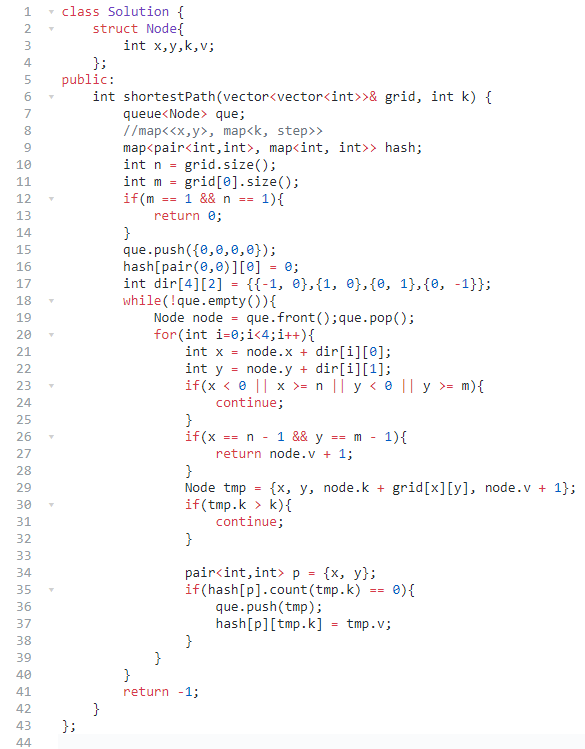 1 class Solution {
2     struct Node{
3         int x,y,k,v;
4     };
5 public:
6     int shortestPath(vector<vector<int>>& grid, int k) {
7         queue<Node> que;
8         //map<<x,y>, map<k, step>>
9         map<pair<int,int>, map<int, int>> hash;
10         int n = grid.size();
11         int m = grid[0].size();
12         if(m == 1 && n == 1){
13             return 0;
14         }
15         que.push({0,0,0,0});
16         hash[pair(0,0)][0] = 0;
17         int dir[4][2] = {{-1, 0},{1, 0},{0, 1},{0, -1}};
18         while(!que.empty()){
19             Node node = que.front();que.pop();
20             for(int i=0;i<4;i++){
21                 int x = node.x + dir[i][0];
22                 int y = node.y + dir[i][1];
23                 if(x < 0 || x >= n || y < 0 || y >= m){
24                     continue;
25                 }
26                 if(x == n - 1 && y == m - 1){
27                     return node.v + 1;
28                 }
29                 Node tmp = {x, y, node.k + grid[x][y], node.v + 1};
30                 if(tmp.k > k){
31                     continue;
32                 }
33
34                 pair<int,int> p = {x, y};
35                 if(hash[p].count(tmp.k) == 0){
36                     que.push(tmp);
37                     hash[p][tmp.k] = tmp.v;
38                 }
39             }
40         }
41         return -1;
42     }
43 };
44